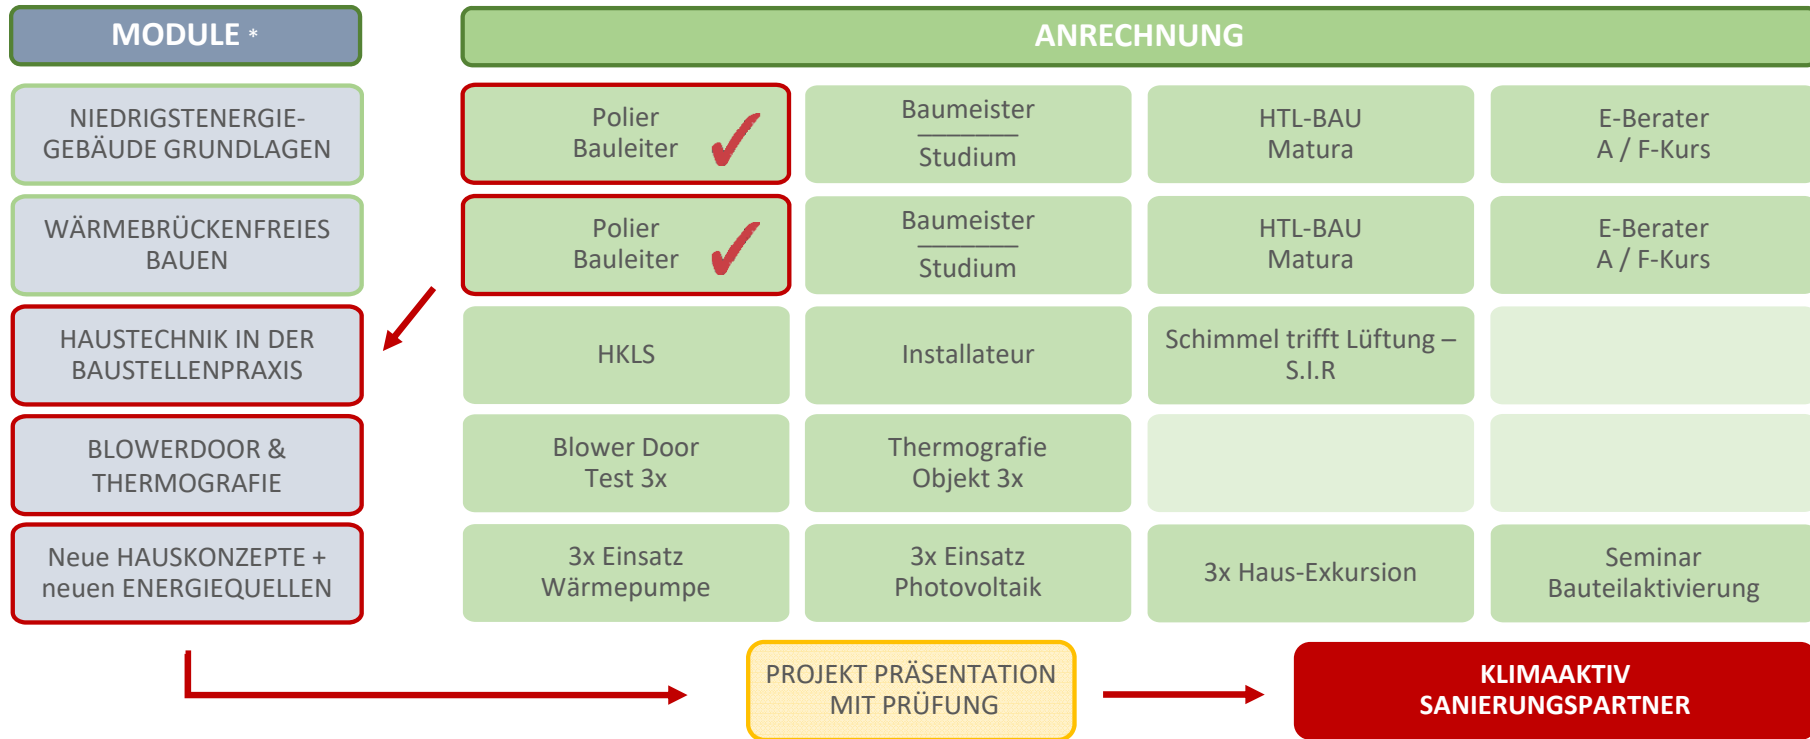 MODULE *
ANRECHNUNG
NIEDRIGSTENERGIE-
GEBÄUDE GRUNDLAGEN
Polier
Bauleiter
Baumeister
Studium
HTL-BAU
Matura
E-Berater
A / F-Kurs
WÄRMEBRÜCKENFREIES
BAUEN
Polier
Bauleiter
Baumeister
Studium
HTL-BAU
Matura
E-Berater
A / F-Kurs
HAUSTECHNIK IN DER
BAUSTELLENPRAXIS
HKLS
Installateur
Schimmel trifft Lüftung –
S.I.R
BLOWERDOOR &
THERMOGRAFIE
Blower Door
Test 3x
Thermografie
Objekt 3x
Neue HAUSKONZEPTE +
neuen ENERGIEQUELLEN
3x Einsatz
Wärmepumpe
3x Einsatz
Photovoltaik
3x Haus-Exkursion
Seminar
Bauteilaktivierung
PROJEKT PRÄSENTATION
MIT PRÜFUNG
KLIMAAKTIV
SANIERUNGSPARTNER